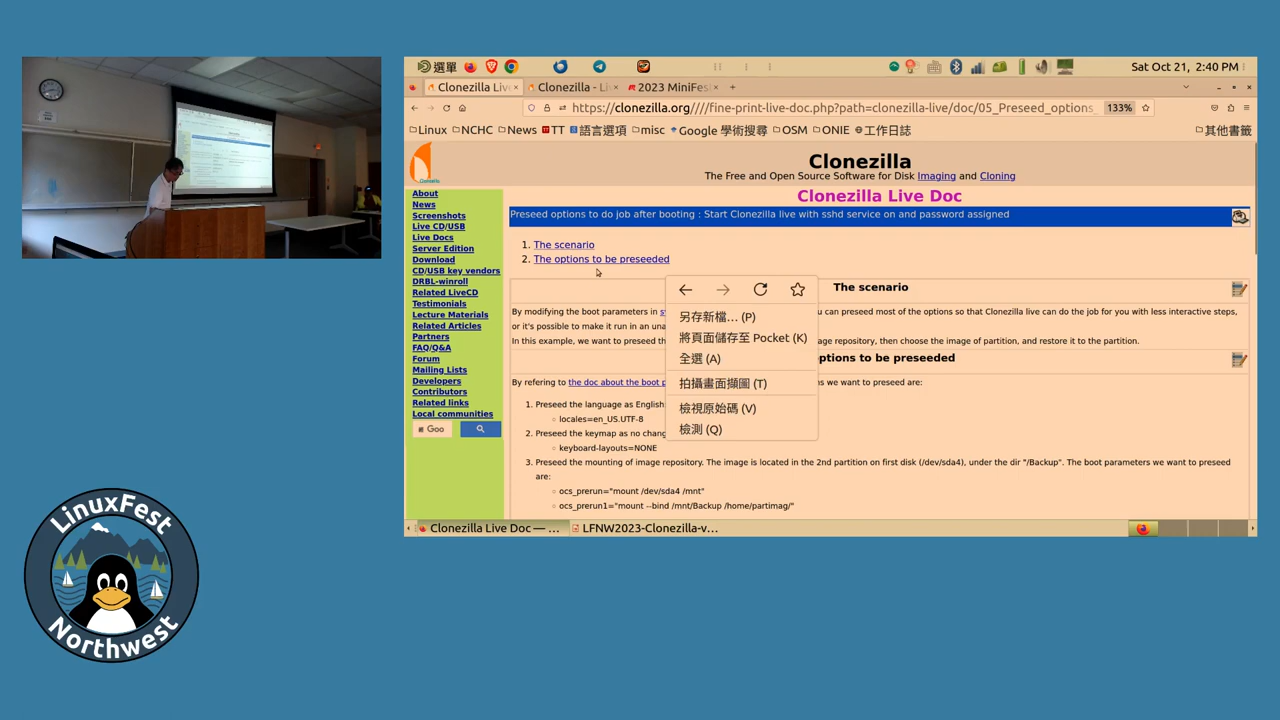 選單
Sat Oct 21, 2:40 PM
Clonezilla Liv
Clonezilla - Li
2023 MiniFes
https://clonezilla.org////fine-print-live-doc.php?path=clonezilla-live/doc/05_Preseed_options_
133%
Linux
NCHC
News
TT
語言選項
misc
Google 學術搜尋
OSM
ONIE
工作日誌
其他書籤
Clonezilla
The Free and Open Source Software for Disk Imaging and Cloning
About
News
Screenshots
Live CD/USB
Live Docs
Server Edition
Download
CD/USB key vendors
DRBL-winroll
Related LiveCD
Testimonials
Lecture Materials
Related Articles
Partners
FAQ/Q&A
Forum
Mailing Lists
Developers
Contributors
Related links
Local communities
Goo
Clonezilla Live Doc
Preseed options to do job after booting : Start Clonezilla live with sshd service on and password assigned
1. The scenario
2. The options to be preseeded
The scenario
By modifying the boot parameters in s
u can preseed most of the options so that Clonezilla live can do the job for you with less interactive steps,
or it's possible to make it run in an una
In this example, we want to preseed th
age repository, then choose the image of partition, and restore it to the partition.
options to be preseeded
By refering to the doc about the boot p
s we want to preseed are:
1. Preseed the language as English
locales=en_US.UTF-8
2. Preseed the keymap as no chang
keyboard-layouts=NONE
3. Preseed the mounting of image repository. The image is located in the 2nd partition on first disk (/dev/sda4), under the dir "/Backup". The boot parameters we want to preseed
are:
ocs_prerun="mount /dev/sda4 /mnt"
ocs_prerun1="mount --bind /mnt/Backup /home/partimag/"
另存新檔… (P)
將頁面儲存至 Pocket (K)
全選 (A)
拍攝畫面擷圖 (T)
檢視原始碼 (V)
檢測 (Q)
Clonezilla Live Doc — …
LFNW2023-Clonezilla-v…
LinuxFest
Northwest